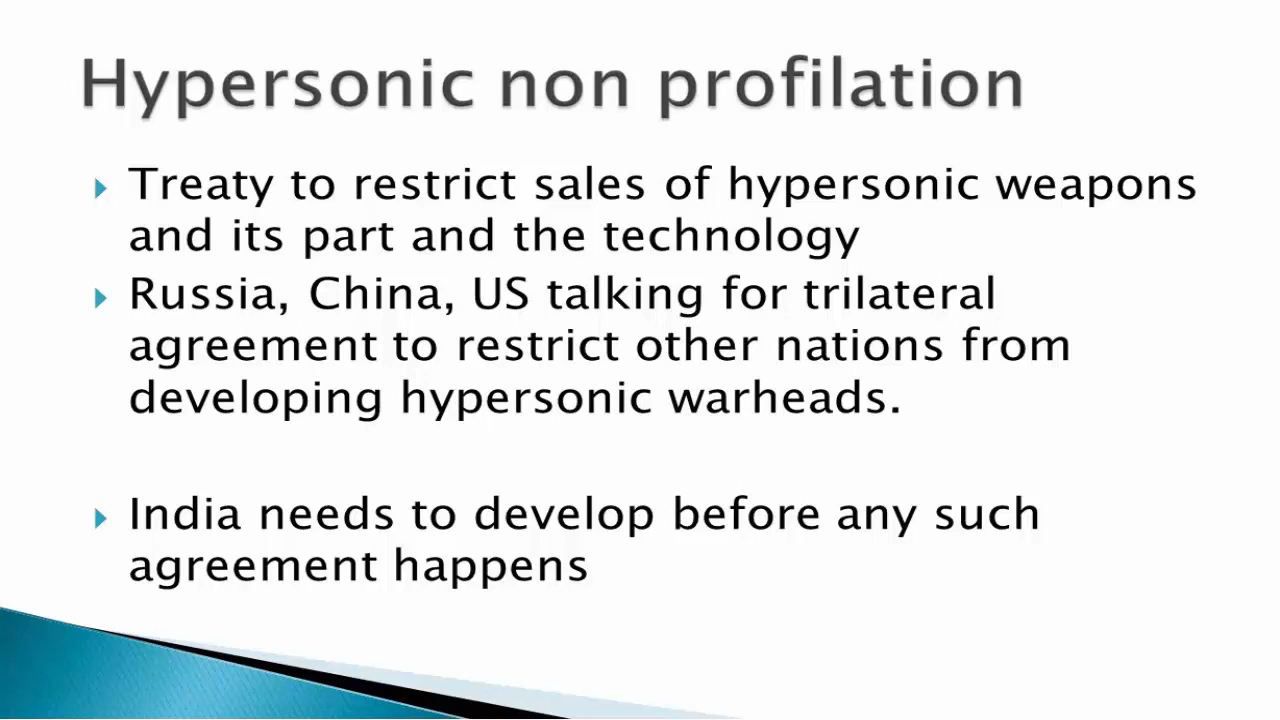 Hypersonic non profilation
Treaty to restrict sales of hypersonic weapons
and its part and the technology
Russia, China, US talking for trilateral
agreement to restrict other nations from
developing hypersonic warheads.
India needs to develop before any such
agreement happens